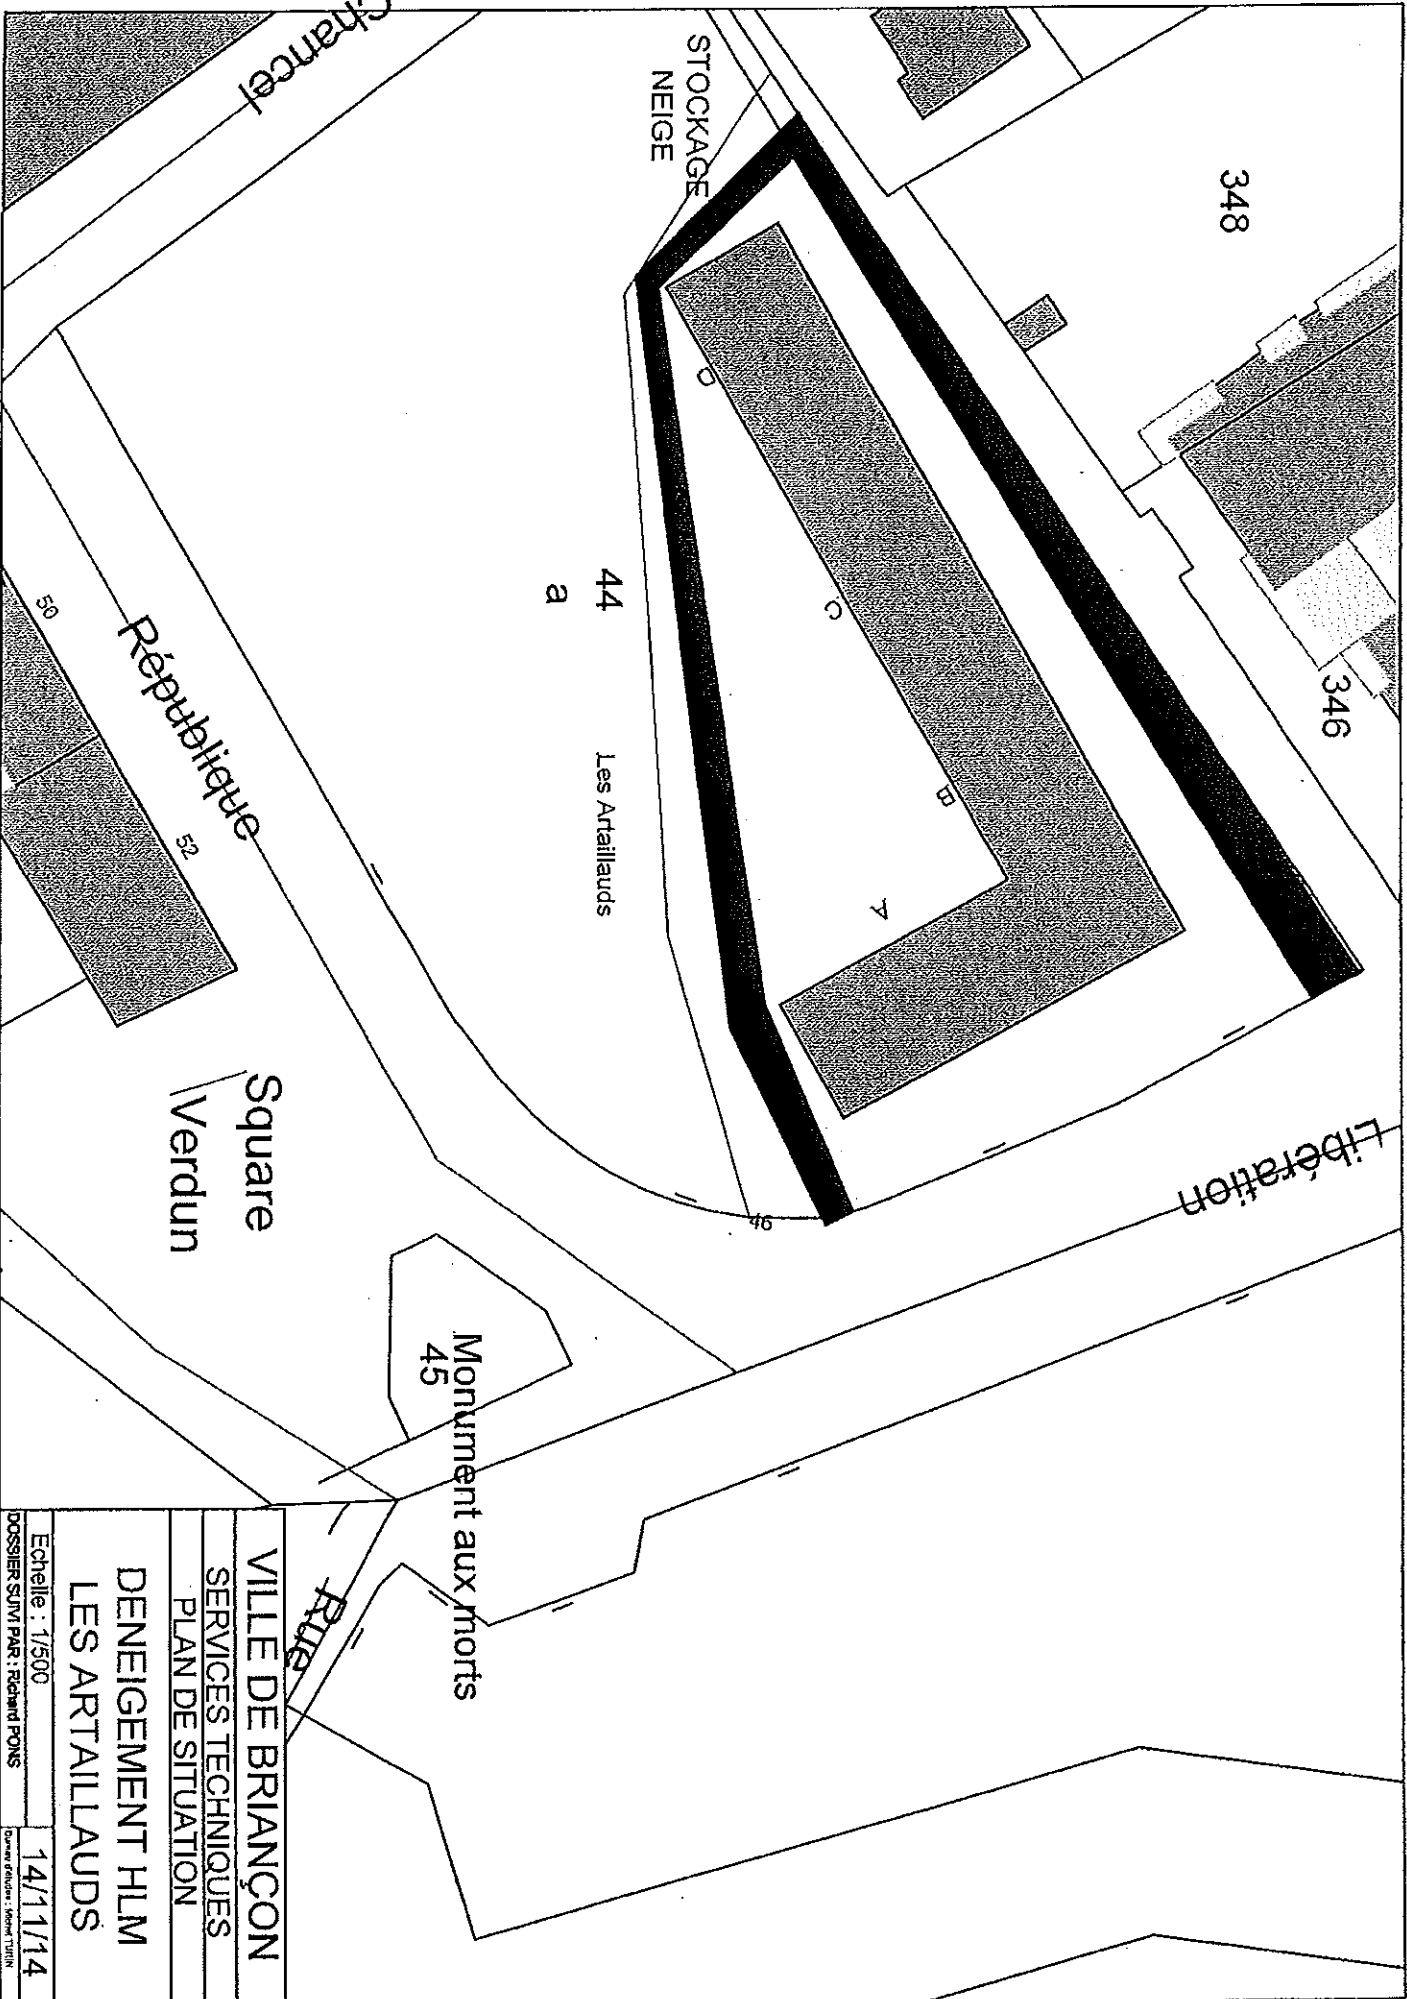 Chancel
STOCKAGE
NEIGE
348
346
D
C
B
A
44
a
Les Artaillauds
République
50
52
Square
Verdun
46
Libération
Monument aux morts
45
Rue
VILLE DE BRIANÇON
SERVICES TECHNIQUES
PLAN DE SITUATION
DENEIGEMENT HLM
LES ARTAILLAUDS
Echelle : 1/500
14/11/14
DOSSIER SUIVI PAR : Richard PONS